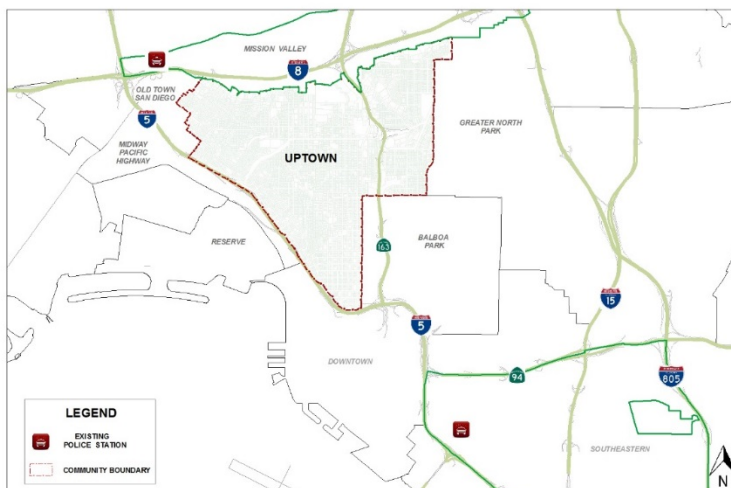 MISSION VALLEY
8
OLD TOWN
SAN DIEGO
5
GREATER NORTH
PARK
MIDWAY
PACIFIC
HIGHWAY
UPTOWN
RESERVE
163
BALBOA
PARK
15
5
DOWNTOWN
94
805
LEGEND
EXISTING
POLICE STATION
COMMUNITY BOUNDARY
SOUTHEASTERN
N